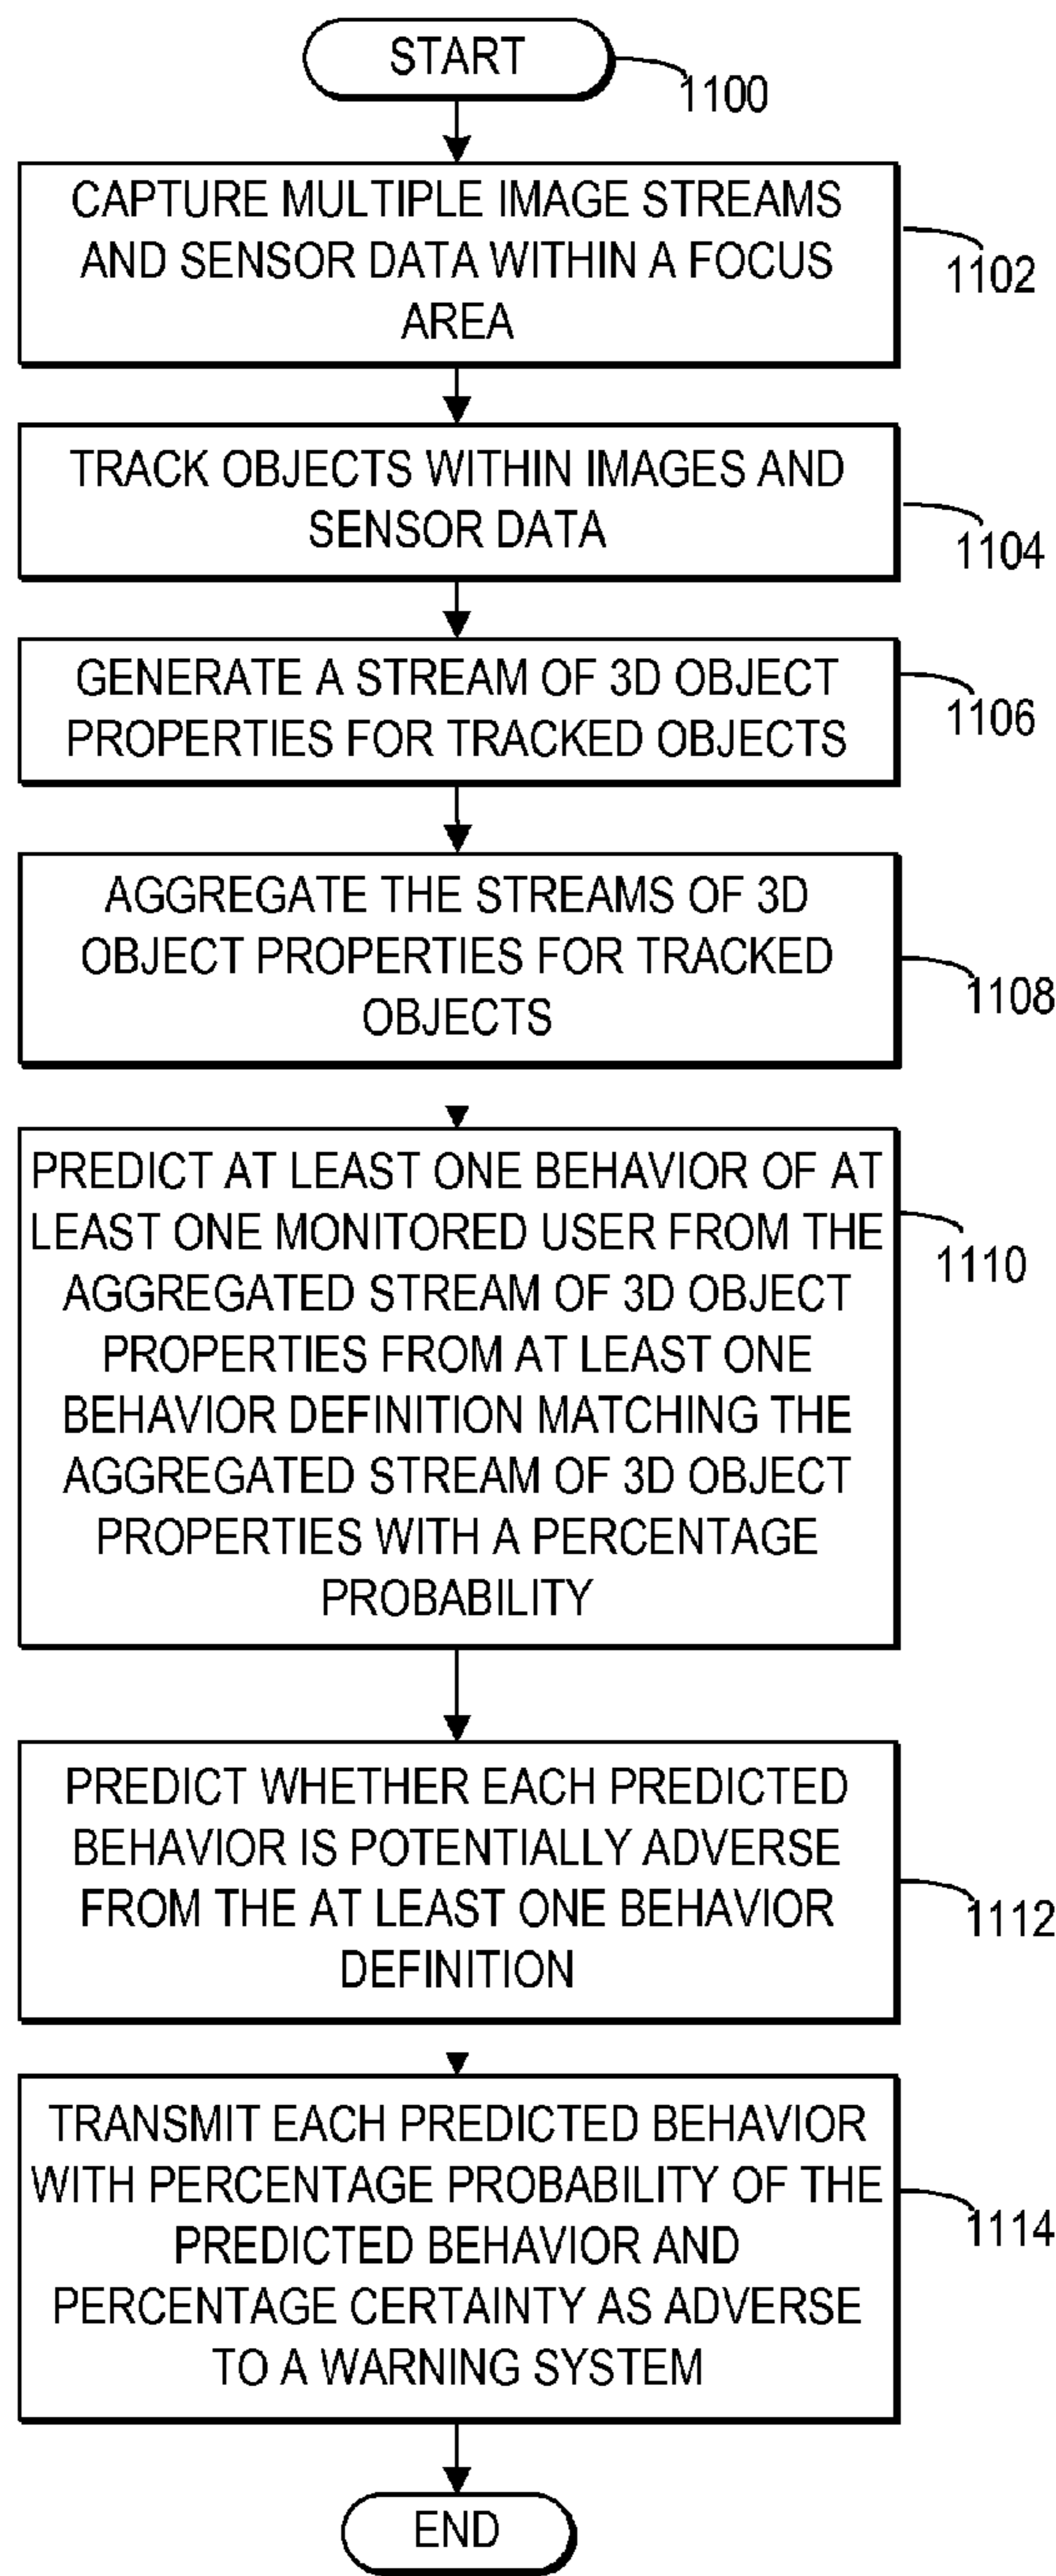 START
1100
CAPTURE MULTIPLE IMAGE STREAMS
AND SENSOR DATA WITHIN A FOCUS
AREA
1102
TRACK OBJECTS WITHIN IMAGES AND
SENSOR DATA
1104
GENERATE A STREAM OF 3D OBJECT
PROPERTIES FOR TRACKED OBJECTS
1106
AGGREGATE THE STREAMS OF 3D
OBJECT PROPERTIES FOR TRACKED
OBJECTS
1108
PREDICT AT LEAST ONE BEHAVIOR OF AT
LEAST ONE MONITORED USER FROM THE
AGGREGATED STREAM OF 3D OBJECT
PROPERTIES FROM AT LEAST ONE
BEHAVIOR DEFINITION MATCHING THE
AGGREGATED STREAM OF 3D OBJECT
PROPERTIES WITH A PERCENTAGE
PROBABILITY
1110
PREDICT WHETHER EACH PREDICTED
BEHAVIOR IS POTENTIALLY ADVERSE
FROM THE AT LEAST ONE BEHAVIOR
DEFINITION
1112
TRANSMIT EACH PREDICTED BEHAVIOR
WITH PERCENTAGE PROBABILITY OF THE
PREDICTED BEHAVIOR AND
PERCENTAGE CERTAINTY AS ADVERSE
TO A WARNING SYSTEM
1114
END